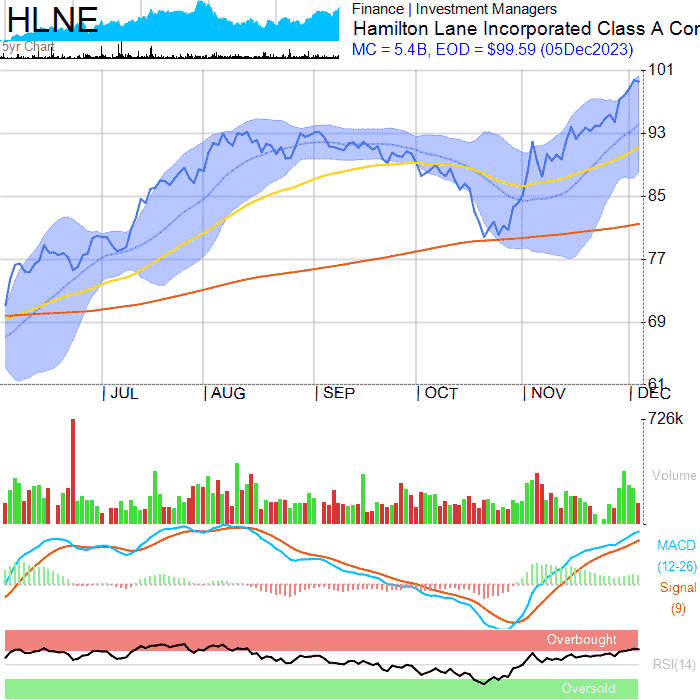 HLNE
5yr Chart
Finance | Investment Managers
Hamilton Lane Incorporated Class A Cor
MC = 5.4B, EOD = $99.59 (05Dec2023)
101
93
85
77
69
61
| JUL | AUG | SEP | OCT | NOV | DEC
726k
Volume
MACD
(12-26)
Signal
(9)
Overbought
RSI(14)
Oversold